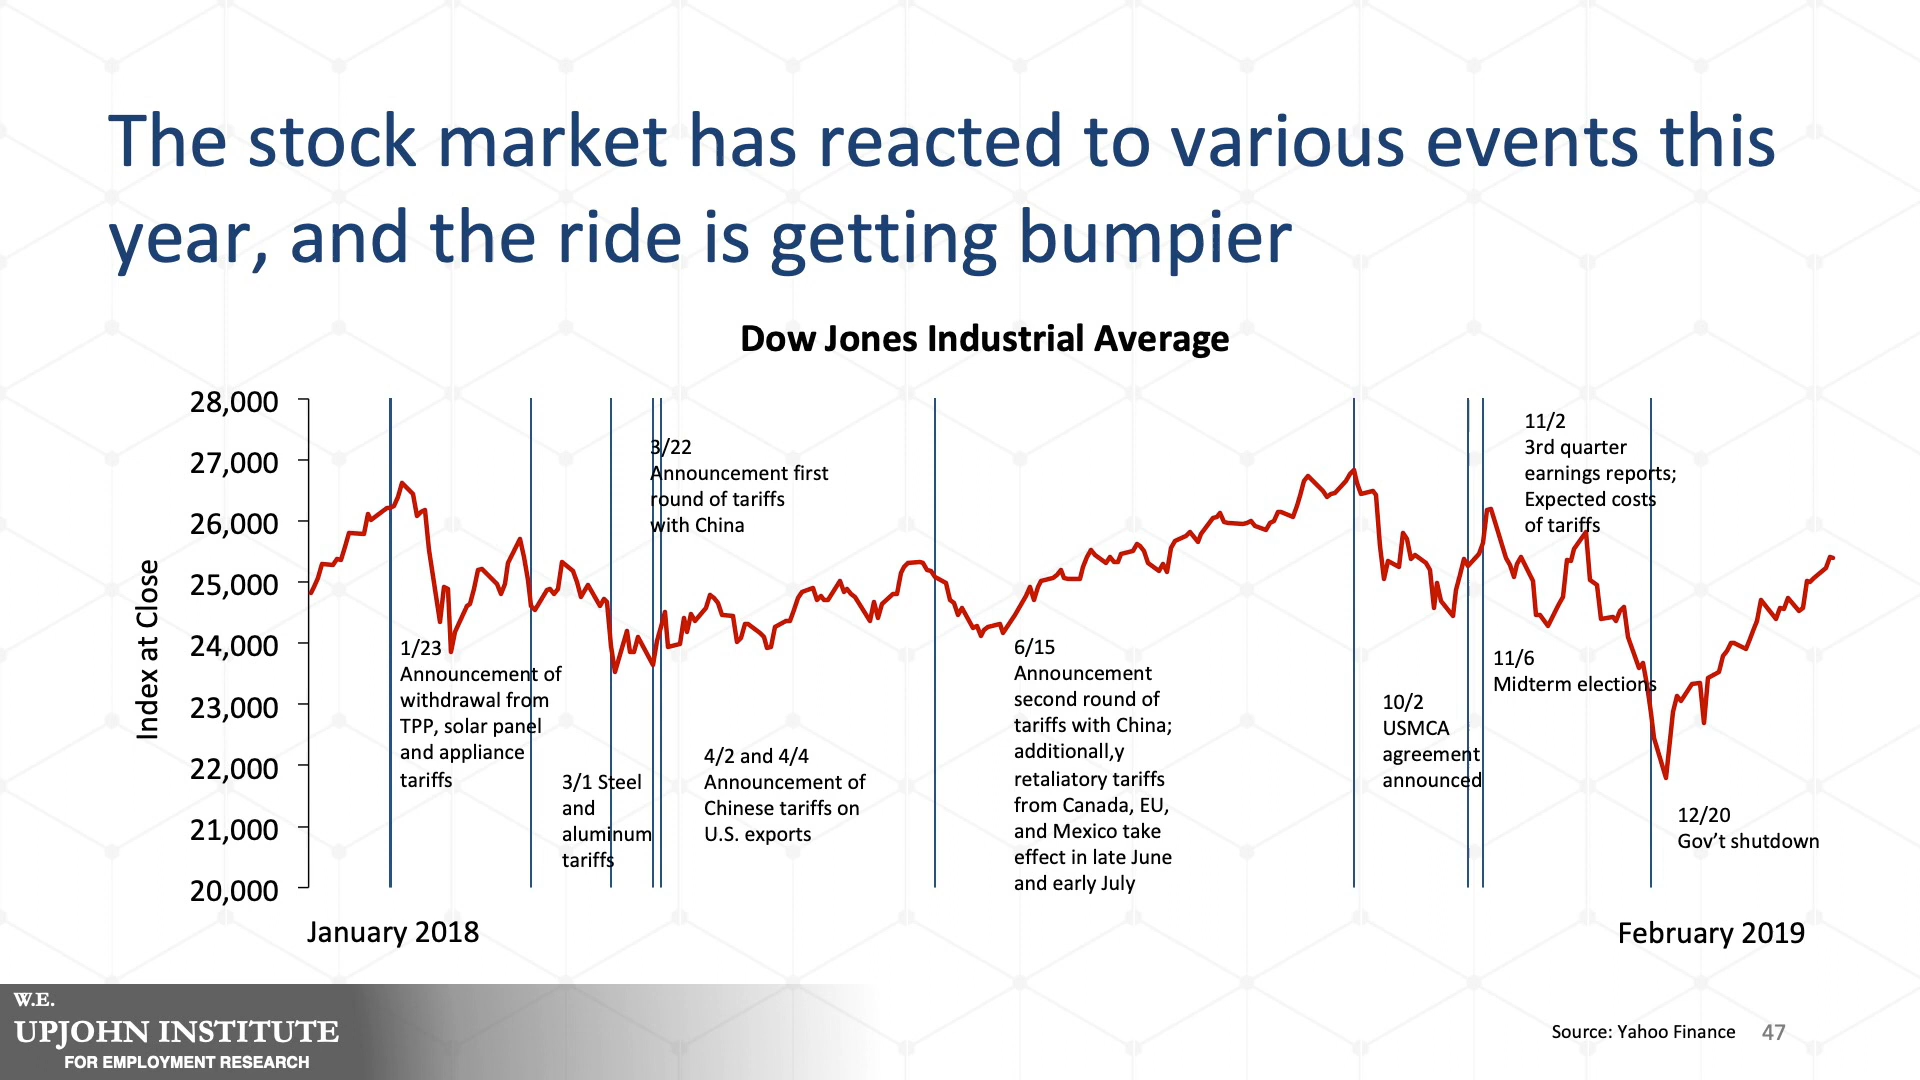 The stock market has reacted to various events this
year, and the ride is getting bumpier
Dow Jones Industrial Average
Index at Close
28,000
27,000
26,000
25,000
24,000
23,000
22,000
21,000
20,000
1/23
Announcement of
withdrawal from
TPP, solar panel
and appliance
tariffs
3/1 Steel
and
aluminum
tariffs
3/22
Announcement first
round of tariffs
with China
4/2 and 4/4
Announcement of
Chinese tariffs on
U.S. exports
6/15
Announcement
second round of
tariffs with China;
additionall,y
retaliatory tariffs
from Canada, EU,
and Mexico take
effect in late June
and early July
10/2
USMCA
agreement
announced
11/2
3rd quarter
earnings reports;
Expected costs
of tariffs
11/6
Midterm elections
12/20
Gov’t shutdown
January 2018
February 2019
W.E.
UPJOHN INSTITUTE
FOR EMPLOYMENT RESEARCH
Source: Yahoo Finance
47